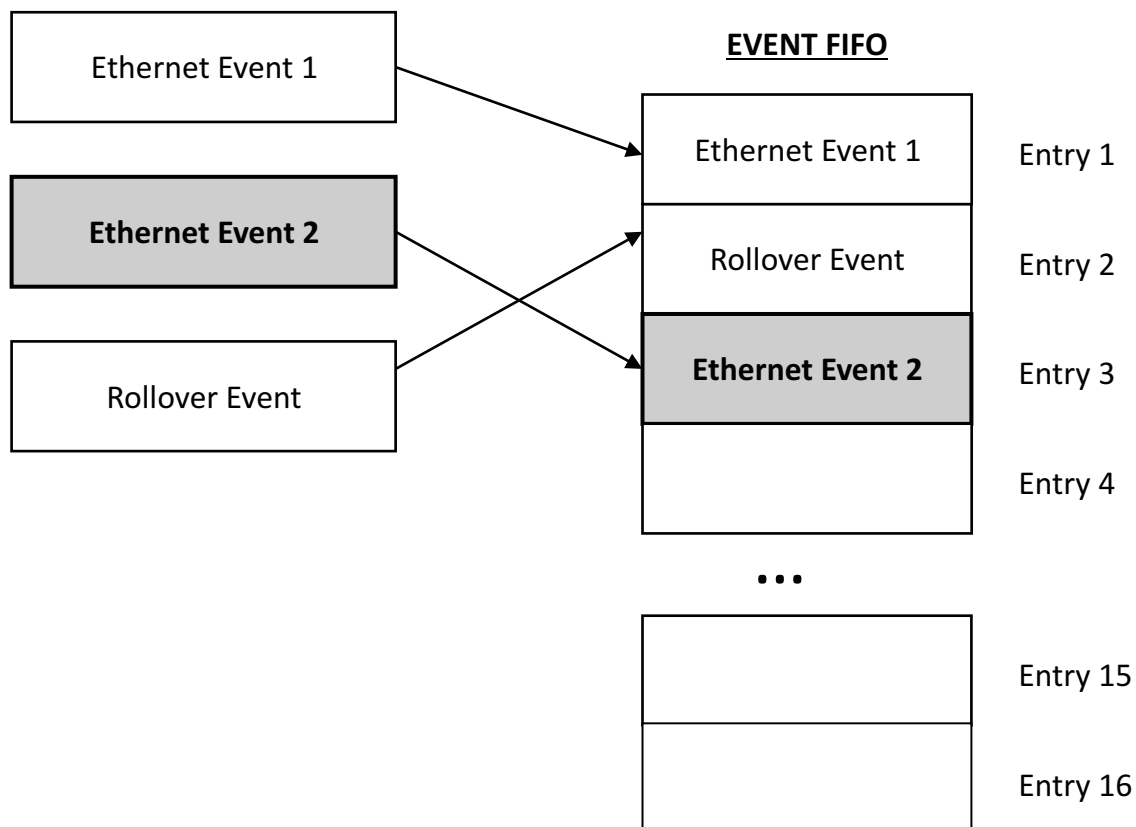 Ethernet Event 1
Ethernet Event 2
Rollover Event
EVENT FIFO
Ethernet Event 1
Entry 1
Rollover Event
Entry 2
Ethernet Event 2
Entry 3
Entry 4
...
Entry 15
Entry 16